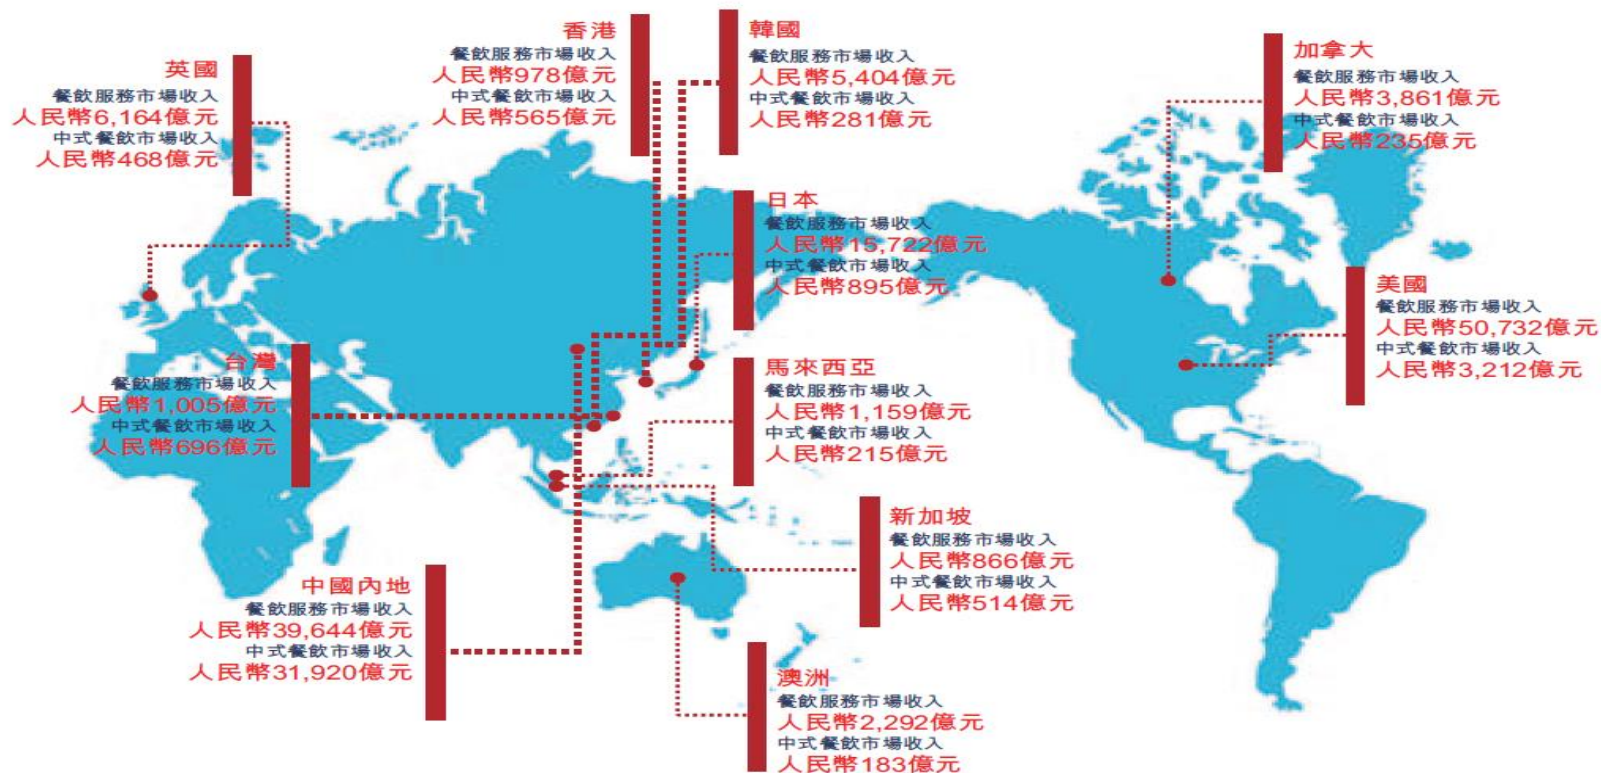 英國
餐飲服務市場收入
人民幣6,164億元
中式餐飲市場收入
人民幣468億元
香港
餐飲服務市場收入
人民幣978億元
中式餐飲市場收入
人民幣565億元
韓國
餐飲服務市場收入
人民幣5,404億元
中式餐飲市場收入
人民幣281億元
加拿大
餐飲服務市場收入
人民幣3,861億元
中式餐飲市場收入
人民幣235億元
日本
餐飲服務市場收入
人民幣15,722億元
中式餐飲市場收入
人民幣895億元
美國
餐飲服務市場收入
人民幣50,732億元
中式餐飲市場收入
人民幣3,212億元
台灣
餐飲服務市場收入
人民幣1,005億元
中式餐飲市場收入
人民幣696億元
馬來西亞
餐飲服務市場收入
人民幣1,159億元
中式餐飲市場收入
人民幣215億元
新加坡
餐飲服務市場收入
人民幣866億元
中式餐飲市場收入
人民幣514億元
中國內地
餐飲服務市場收入
人民幣39,644億元
中式餐飲市場收入
人民幣31,920億元
澳洲
餐飲服務市場收入
人民幣2,292億元
中式餐飲市場收入
人民幣183億元